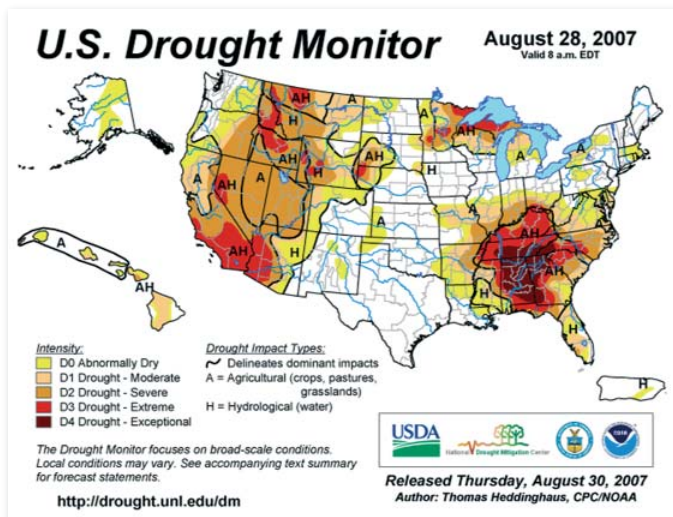 U.S. Drought Monitor
August 28, 2007
Valid 8 a.m. EDT
AH
A
H
A
AH
A
AH
H
AH
H
A
A
A
AH
A
A
AH
H
A
A
AH
AH
H
H
A
AH
H
Intensity:
D0 Abnormally Dry
D1 Drought - Moderate
D2 Drought - Severe
D3 Drought - Extreme
D4 Drought - Exceptional
Drought Impact Types:
Delineates dominant impacts
A = Agricultural (crops, pastures,
grasslands)
H = Hydrological (water)
The Drought Monitor focuses on broad-scale conditions.
Local conditions may vary. See accompanying text summary
for forecast statements.
http://drought.unl.edu/dm
USDA
National Drought Mitigation Center
Released Thursday, August 30, 2007
Author: Thomas Heddinghaus, CPC/NOAA